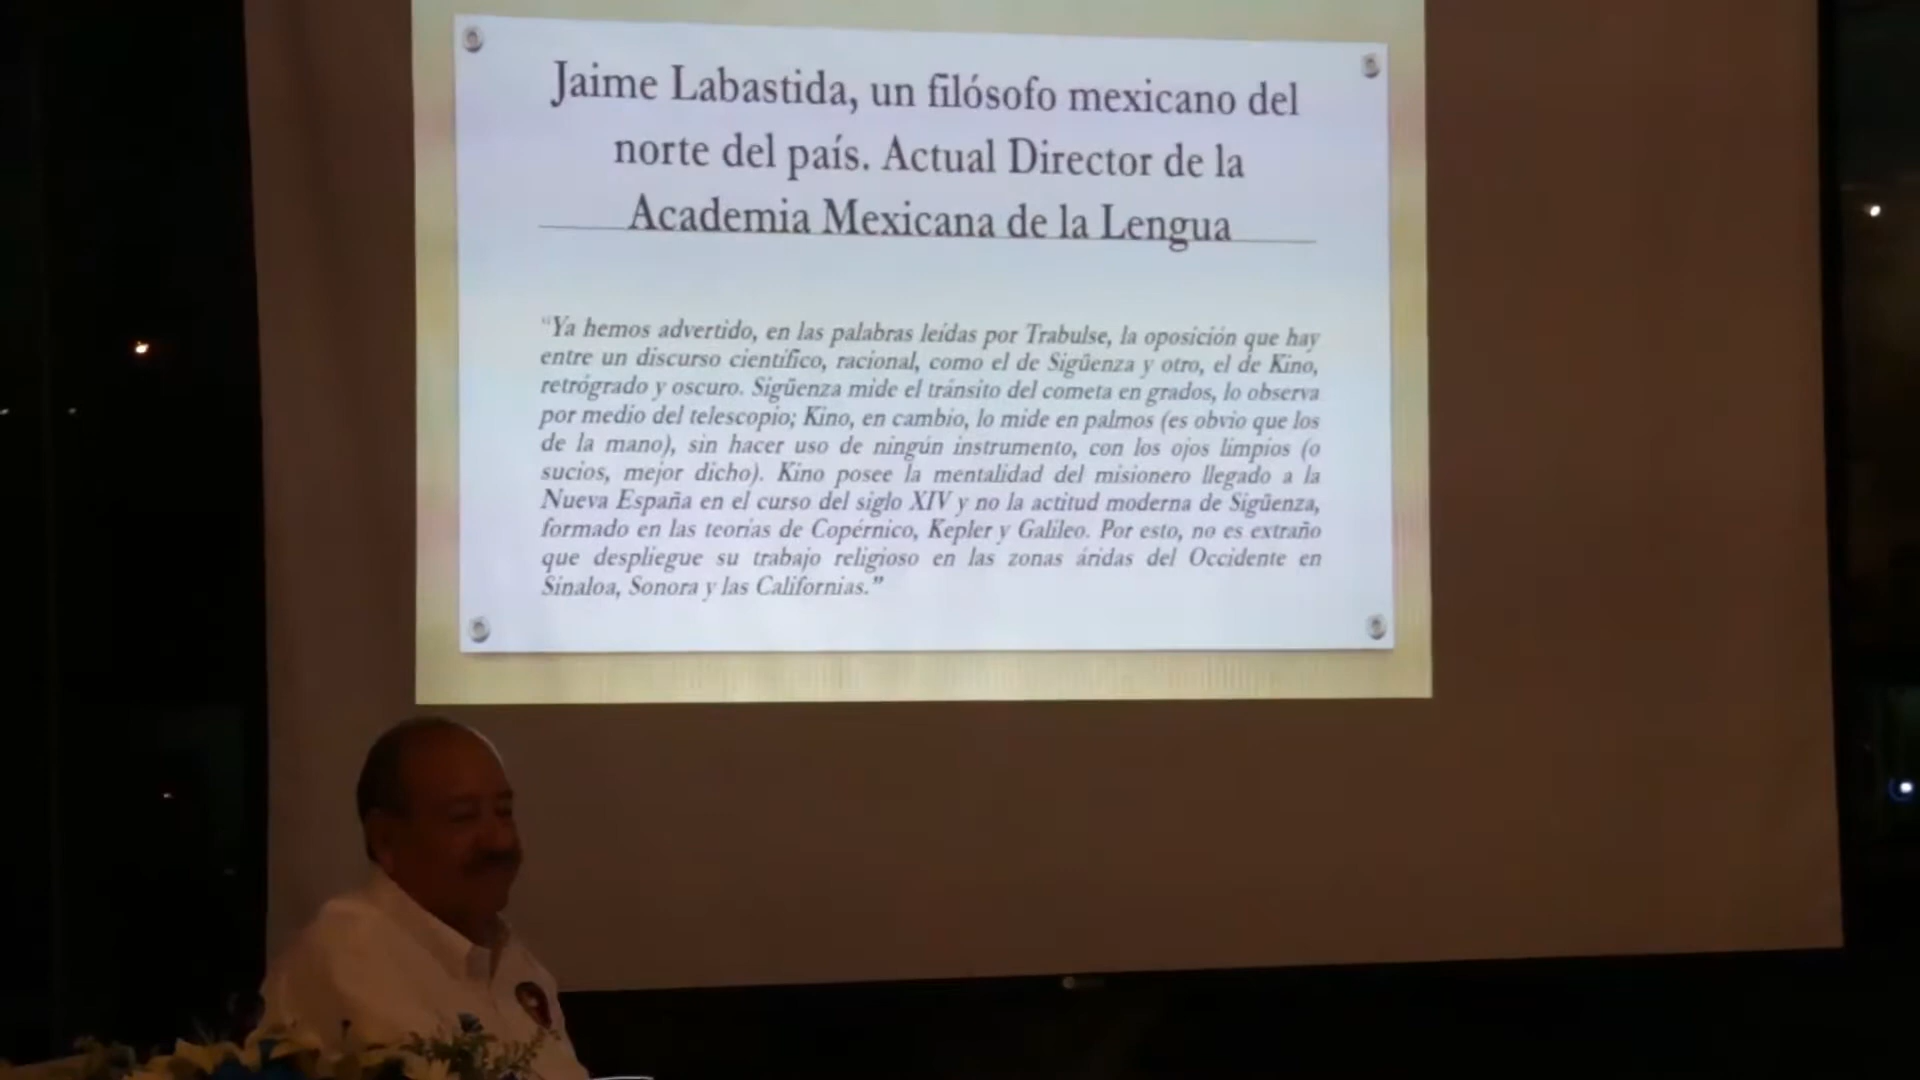 Jaime Labastida, un filósofo mexicano del
norte del país. Actual Director de la
Academia Mexicana de la Lengua
“Ya hemos advertido, en las palabras leídas por Trabulse, la oposición que hay
entre un discurso científico, racional, como el de Sigüenza y otro, el de Kino,
retrógrado y oscuro. Sigüenza mide el tránsito del cometa en grados, lo observa
por medio del telescopio; Kino, en cambio, lo mide en palmos (es obvio que los
de la mano), sin hacer uso de ningún instrumento, con los ojos limpios (o
sucios, mejor dicho). Kino posee la mentalidad del misionero llegado a la
Nueva España en el curso del siglo XIV y no la actitud moderna de Sigüenza,
formado en las teorías de Copérnico, Kepler y Galileo. Por esto, no es extraño
que despliegue su trabajo religioso en las zonas áridas del Occidente en
Sinaloa, Sonora y las Californias.”